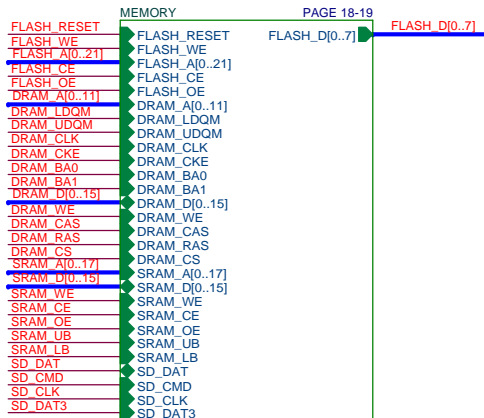 MEMORY PAGE 18-19
FLASH_RESET FLASH_RESET FLASH_D[0..7] FLASH_D[0..7]
FLASH_WE FLASH_WE
FLASH_A[0..21] FLASH_A[0..21]
FLASH_CE FLASH_CE
FLASH_OE FLASH_OE
DRAM_A[0..11] DRAM_A[0..11]
DRAM_LDQM DRAM_LDQM
DRAM_UDQM DRAM_UDQM
DRAM_CLK DRAM_CLK
DRAM_CKE DRAM_CKE
DRAM_BA0 DRAM_BA0
DRAM_BA1 DRAM_BA1
DRAM_D[0..15] DRAM_D[0..15]
DRAM_WE DRAM_WE
DRAM_CAS DRAM_CAS
DRAM_RAS DRAM_RAS
DRAM_CS DRAM_CS
SRAM_A[0..17] SRAM_A[0..17]
SRAM_D[0..15] SRAM_D[0..15]
SRAM_WE SRAM_WE
SRAM_CE SRAM_CE
SRAM_OE SRAM_OE
SRAM_UB SRAM_UB
SRAM_LB SRAM_LB
SD_DAT SD_DAT
SD_CMD SD_CMD
SD_CLK SD_CLK
SD_DAT3 SD_DAT3